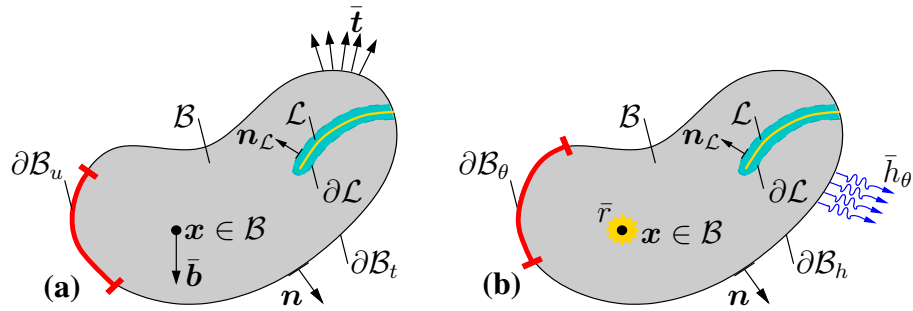 t̄
ℬ
ℒ
n_ℒ
∂ℬ_u
∂ℒ
x ∈ ℬ
b̄
∂ℬ_t
n
(a)
ℬ
ℒ
n_ℒ
∂ℬ_θ
h̄_θ
∂ℒ
r̄
x ∈ ℬ
∂ℬ_h
n
(b)